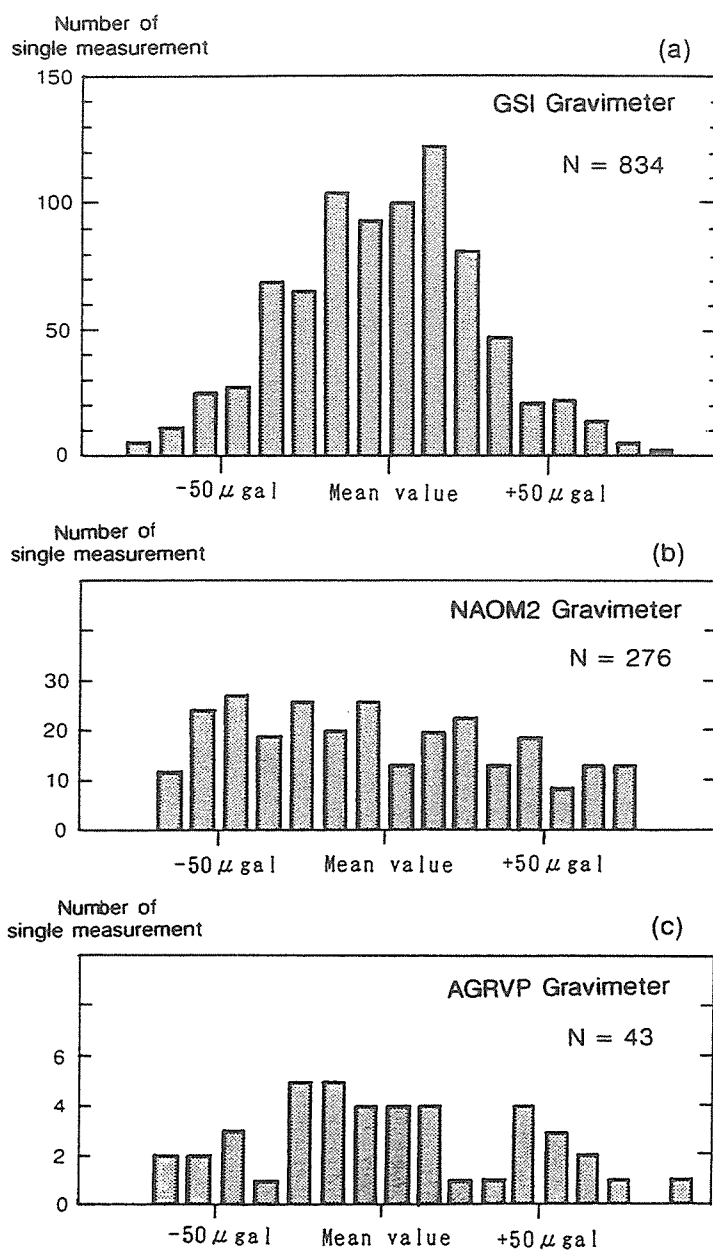 Number of
single measurement
(a)
150
GSI Gravimeter
N = 834
100
50
0
-50 μ gal
Mean value
+50 μ gal
Number of
single measurement
(b)
NAOM2 Gravimeter
N = 276
30
20
10
0
-50 μ gal
Mean value
+50 μ gal
Number of
single measurement
(c)
AGRVP Gravimeter
N = 43
6
4
2
0
-50 μ gal
Mean value
+50 μ gal